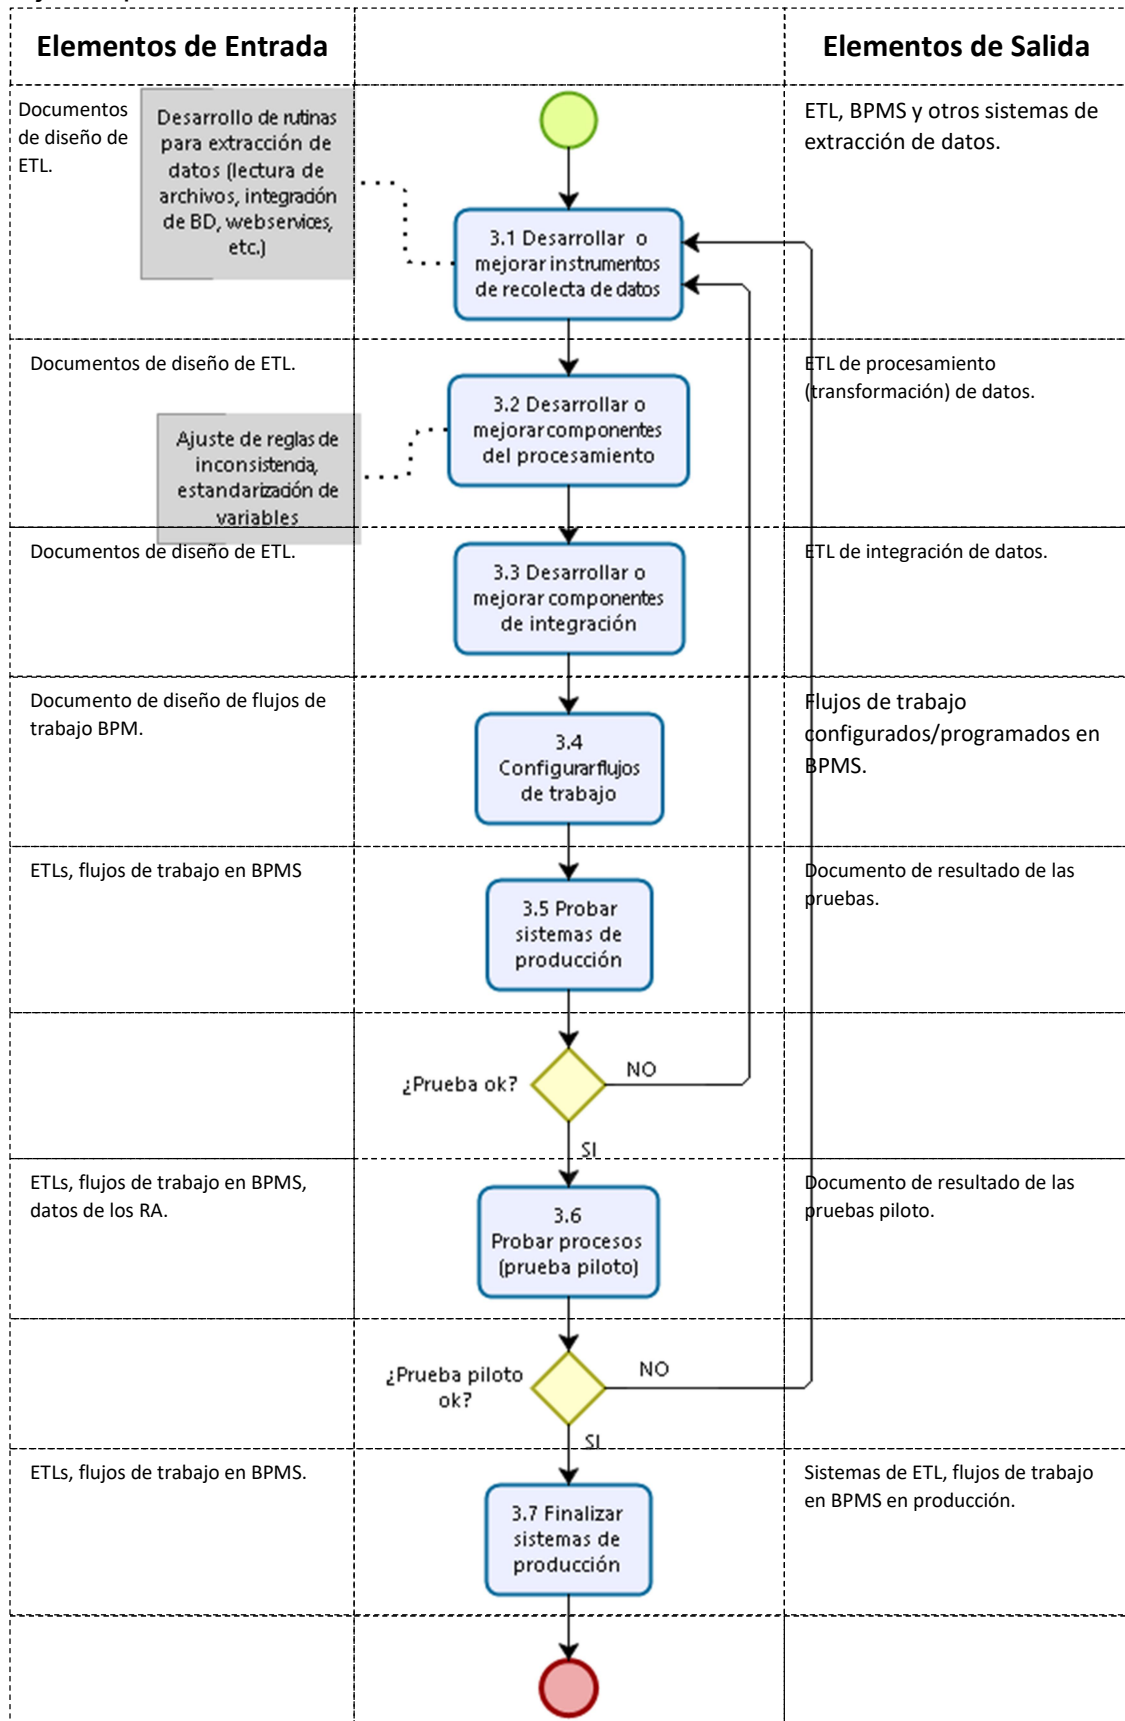 Elementos de Entrada
Elementos de Salida
Documentos
de diseño de
ETL.
Desarrollo de rutinas
para extracción de
datos (lectura de
archivos, integración
de BD, webservices,
etc.)
3.1 Desarrollar o
mejorar instrumentos
de recolecta de datos
ETL, BPMS y otros sistemas de
extracción de datos.
Documentos de diseño de ETL.
Ajuste de reglas de
inconsistencia,
estandarización de
variables
3.2 Desarrollar o
mejorar componentes
del procesamiento
ETL de procesamiento
(transformación) de datos.
Documentos de diseño de ETL.
3.3 Desarrollar o
mejorar componentes
de integración
ETL de integración de datos.
Documento de diseño de flujos de
trabajo BPM.
3.4
Configurar flujos
de trabajo
Flujos de trabajo
configurados/programados en
BPMS.
ETLs, flujos de trabajo en BPMS
3.5 Probar
sistemas de
producción
Documento de resultado de las
pruebas.
¿Prueba ok?
NO
SI
ETLs, flujos de trabajo en BPMS,
datos de los RA.
3.6
Probar procesos
(prueba piloto)
Documento de resultado de las
pruebas piloto.
¿Prueba piloto
ok?
NO
SI
ETLs, flujos de trabajo en BPMS.
3.7 Finalizar
sistemas de
producción
Sistemas de ETL, flujos de trabajo
en BPMS en producción.